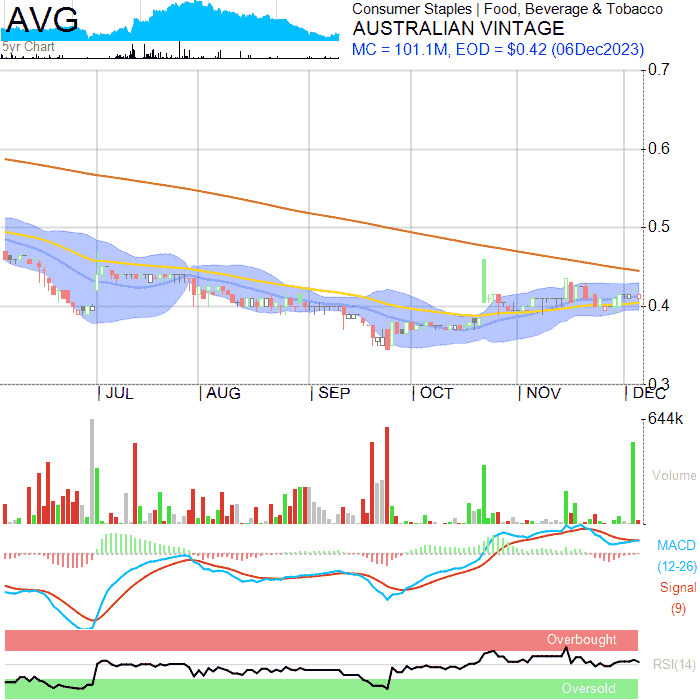 AVG
5yr Chart
Consumer Staples | Food, Beverage & Tobacco
AUSTRALIAN VINTAGE
MC = 101.1M, EOD = $0.42 (06Dec2023)
0.7
0.6
0.5
0.4
0.3
JUL AUG SEP OCT NOV DEC
644k
Volume
MACD
(12-26)
Signal
(9)
Overbought
RSI(14)
Oversold